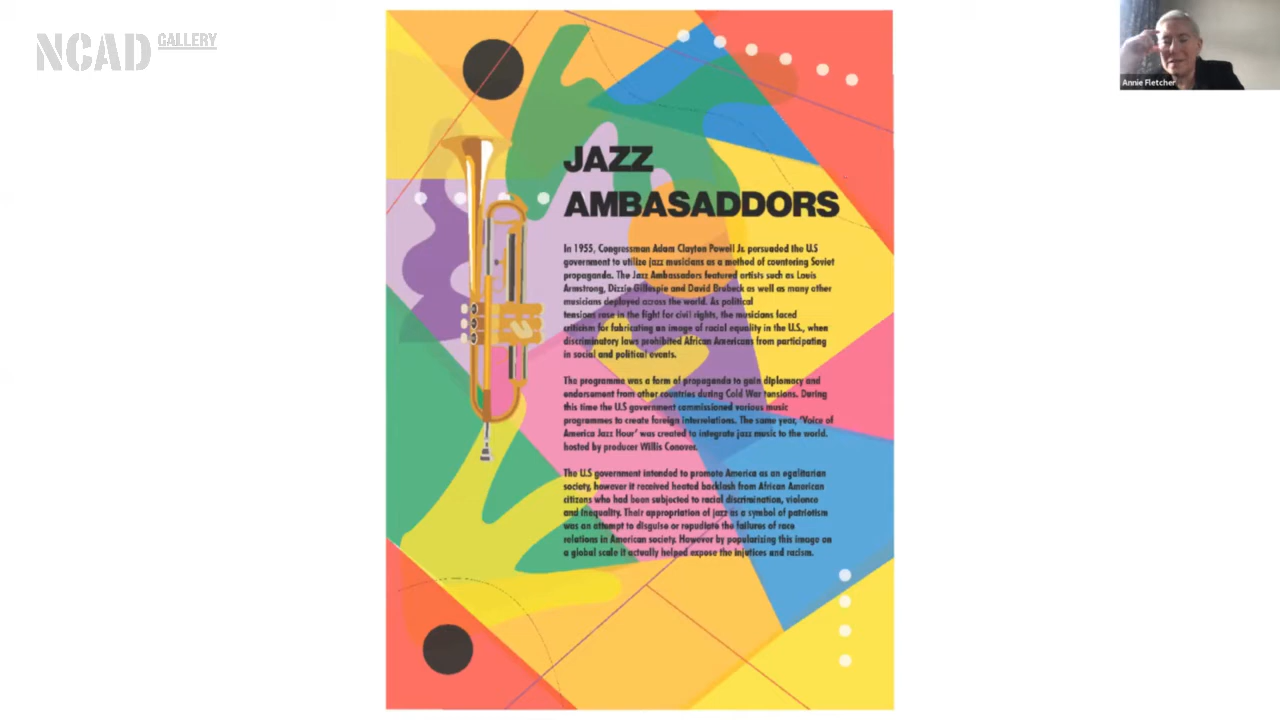 NCAD
GALLERY
Annie Fletcher
JAZZ
AMBASADDORS
In 1955, Congressman Adam Clayton Powell Jr. persuaded the U.S
government to utilize jazz musicians as a method of countering Soviet
propaganda. The Jazz Ambassadors featured artists such as Louis
Armstrong, Dizzie Gillespie and David Brubeck as well as many other
musicians deployed across the world. As political
tensions rose in the fight for civil rights, the musicians faced
criticism for fabricating an image of racial equality in the U.S., when
discriminatory laws prohibited African Americans from participating
in social and political events.
The programme was a form of propaganda to gain diplomacy and
endorsement from other countries during Cold War tensions. During
this time the U.S government commissioned various music
programmes to create foreign interrelations. The same year, 'Voice of
America Jazz Hour' was created to integrate jazz music to the world.
hosted by producer Willis Conover.
The U.S government intended to promote America as an egalitarian
society, however it received heated backlash from African American
citizens who had been subjected to racial discrimination, violence
and inequality. Their appropriation of jazz as a symbol of patriotism
was an attempt to disguise or repudiate the failures of race
relations in American society. However by popularising this image on
a global scale it actually helped expose the injutices and racism.